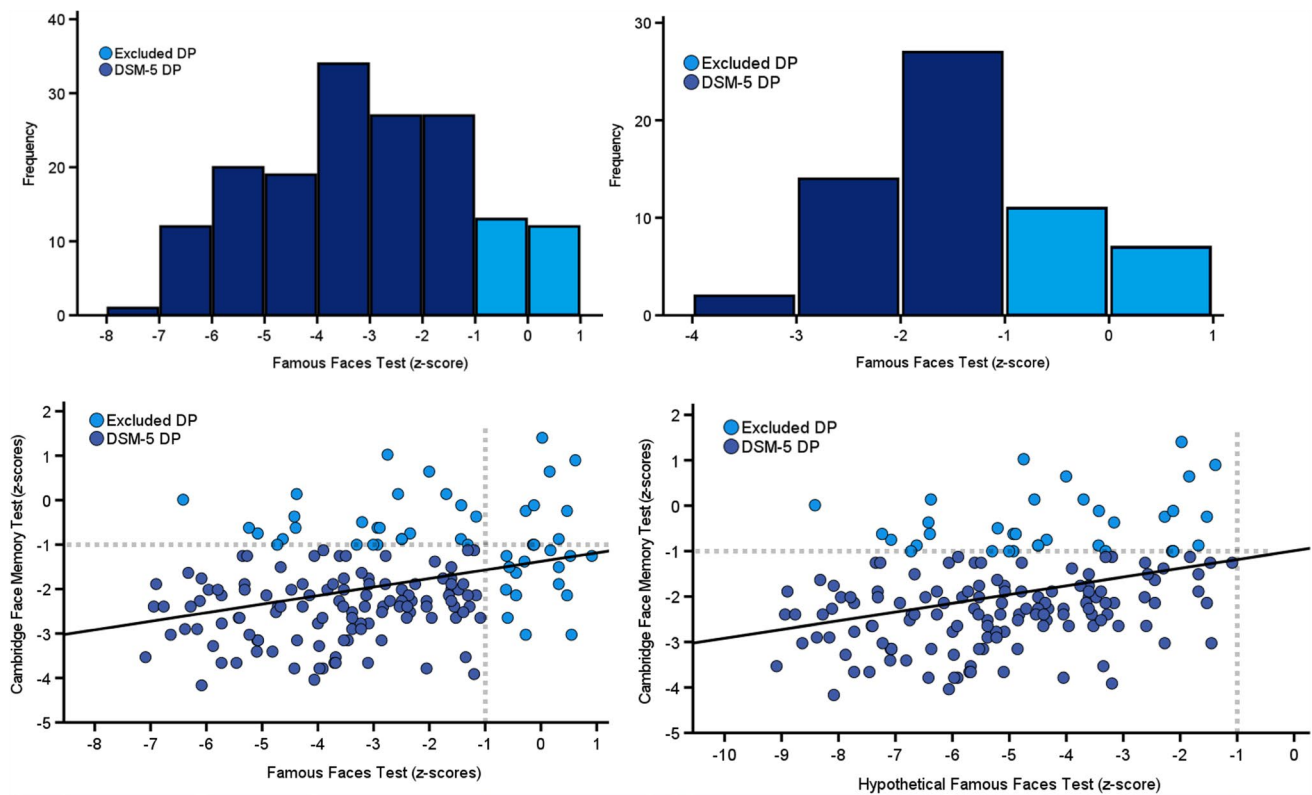 40
30
20
10
0
Frequency
Excluded DP
DSM-5 DP
-8 -7 -6 -5 -4 -3 -2 -1 0 1
Famous Faces Test (z-score)
30
20
10
0
Frequency
Excluded DP
DSM-5 DP
-4 -3 -2 -1 0 1
Famous Faces Test (z-score)
2
1
0
-1
-2
-3
-4
-5
Cambridge Face Memory Test (z-scores)
Excluded DP
DSM-5 DP
-8 -7 -6 -5 -4 -3 -2 -1 0 1
Famous Faces Test (z-scores)
2
1
0
-1
-2
-3
-4
-5
Cambridge Face Memory Test (z-scores)
Excluded DP
DSM-5 DP
-10 -9 -8 -7 -6 -5 -4 -3 -2 -1 0
Hypothetical Famous Faces Test (z-score)